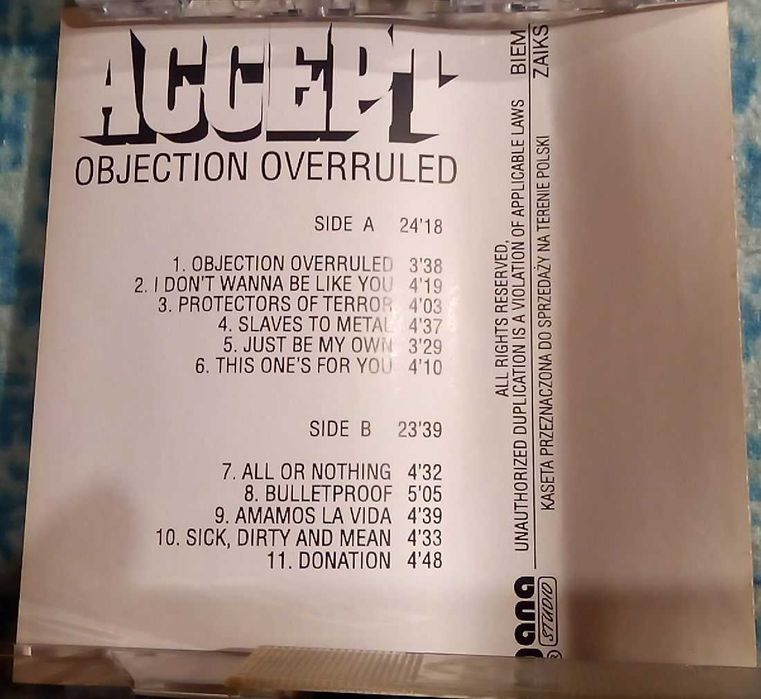 ACCEPT
OBJECTION OVERRULED
SIDE A 24'18
1. OBJECTION OVERRULED 3'38
2. I DON'T WANNA BE LIKE YOU 4'19
3. PROTECTORS OF TERROR 4'03
4. SLAVES TO METAL 4'37
5. JUST BE MY OWN 3'29
6. THIS ONE'S FOR YOU 4'10
SIDE B 23'39
7. ALL OR NOTHING 4'32
8. BULLETPROOF 5'05
9. AMAMOS LA VIDA 4'39
10. SICK, DIRTY AND MEAN 4'33
11. DONATION 4'48
ALL RIGHTS RESERVED,
UNAUTHORIZED DUPLICATION IS A VIOLATION OF APPLICABLE LAWS BIEM
KASETA PRZEZNACZONA DO SPRZEDAŻY NA TERENIE POLSKI ZAIKS
STUDIO